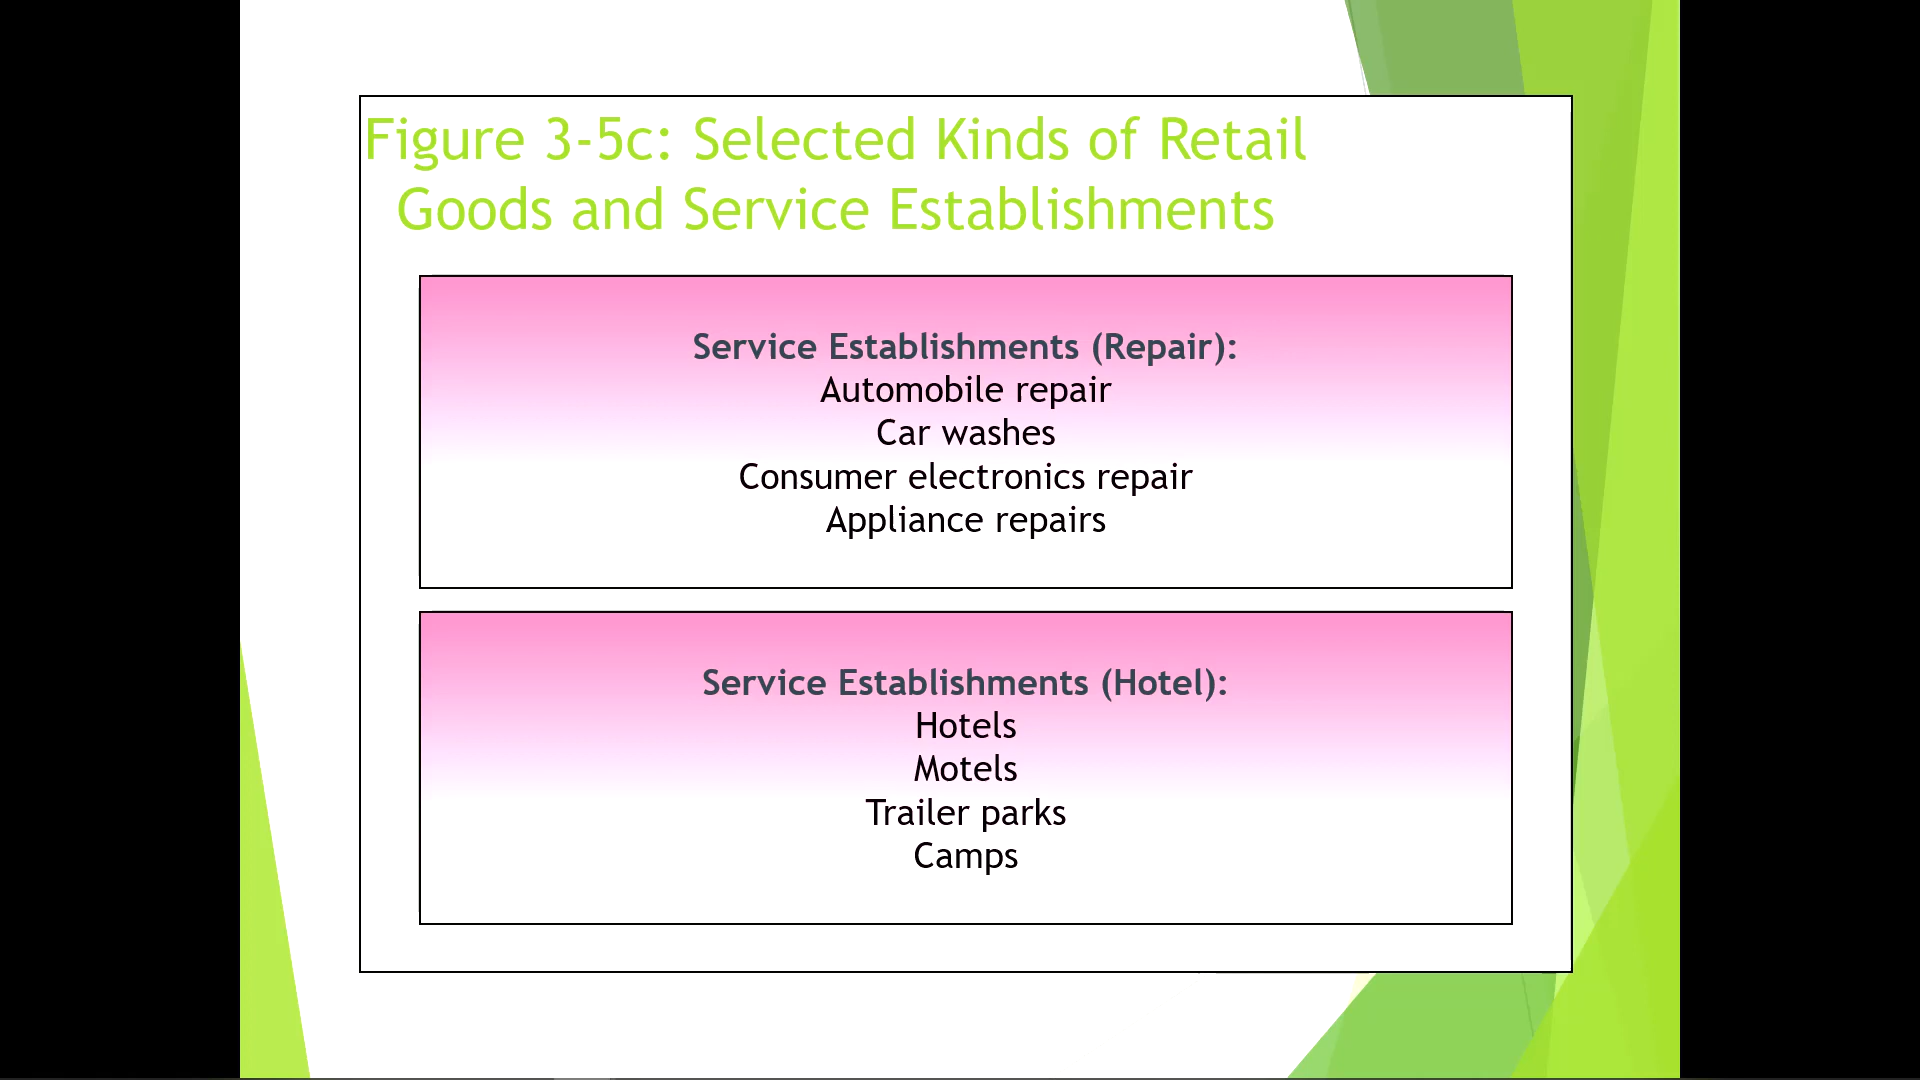 Figure 3-5c: Selected Kinds of Retail
Goods and Service Establishments
Service Establishments (Repair):
Automobile repair
Car washes
Consumer electronics repair
Appliance repairs
Service Establishments (Hotel):
Hotels
Motels
Trailer parks
Camps